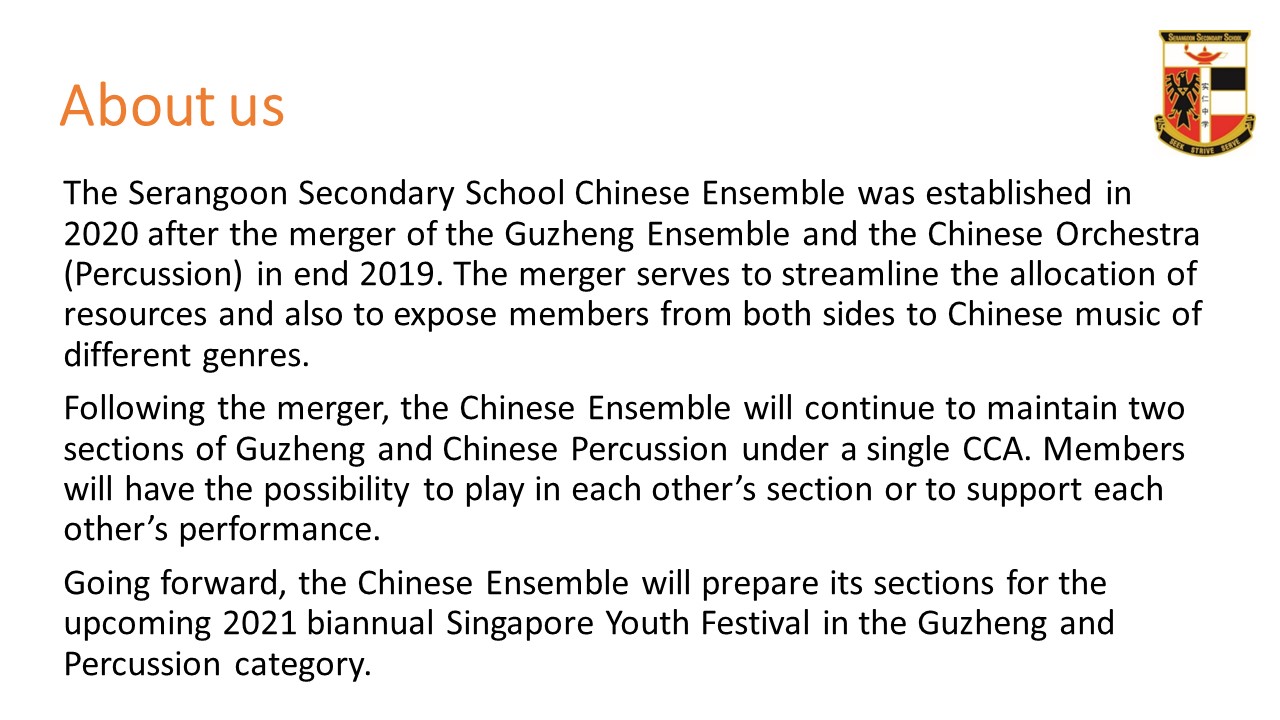 About us
SERANGOON SECONDARY SCHOOL
中
学
SEEK STRIVE SERVE
The Serangoon Secondary School Chinese Ensemble was established in
2020 after the merger of the Guzheng Ensemble and the Chinese Orchestra
(Percussion) in end 2019. The merger serves to streamline the allocation of
resources and also to expose members from both sides to Chinese music of
different genres.
Following the merger, the Chinese Ensemble will continue to maintain two
sections of Guzheng and Chinese Percussion under a single CCA. Members
will have the possibility to play in each other’s section or to support each
other’s performance.
Going forward, the Chinese Ensemble will prepare its sections for the
upcoming 2021 biannual Singapore Youth Festival in the Guzheng and
Percussion category.